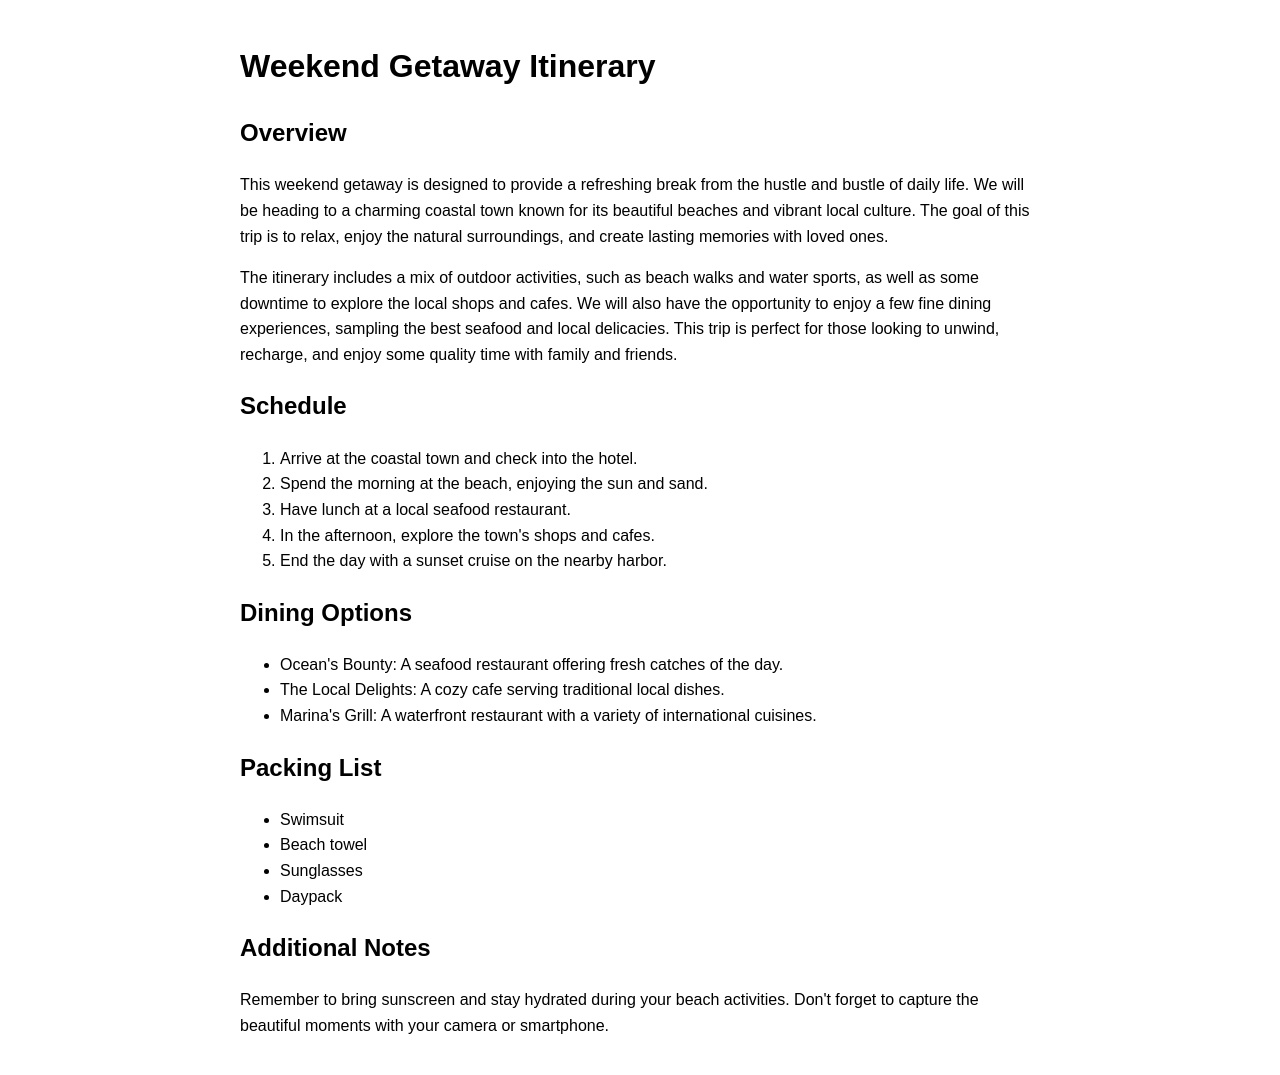 Weekend Getaway Itinerary
Overview
This weekend getaway is designed to provide a refreshing break from the hustle and bustle of daily life. We will
be heading to a charming coastal town known for its beautiful beaches and vibrant local culture. The goal of this
trip is to relax, enjoy the natural surroundings, and create lasting memories with loved ones.
The itinerary includes a mix of outdoor activities, such as beach walks and water sports, as well as some
downtime to explore the local shops and cafes. We will also have the opportunity to enjoy a few fine dining
experiences, sampling the best seafood and local delicacies. This trip is perfect for those looking to unwind,
recharge, and enjoy some quality time with family and friends.
Schedule
1. Arrive at the coastal town and check into the hotel.
2. Spend the morning at the beach, enjoying the sun and sand.
3. Have lunch at a local seafood restaurant.
4. In the afternoon, explore the town's shops and cafes.
5. End the day with a sunset cruise on the nearby harbor.
Dining Options
• Ocean's Bounty: A seafood restaurant offering fresh catches of the day.
• The Local Delights: A cozy cafe serving traditional local dishes.
• Marina's Grill: A waterfront restaurant with a variety of international cuisines.
Packing List
• Swimsuit
• Beach towel
• Sunglasses
• Daypack
Additional Notes
Remember to bring sunscreen and stay hydrated during your beach activities. Don't forget to capture the
beautiful moments with your camera or smartphone.